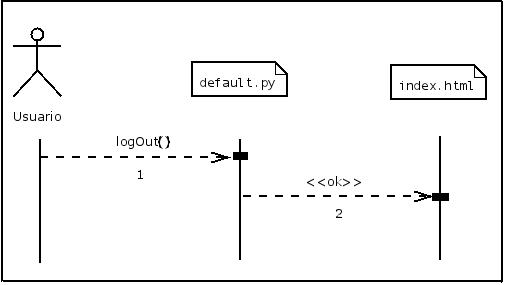 default.py
index.html
Usuario
logOut()
1
<<ok>>
2